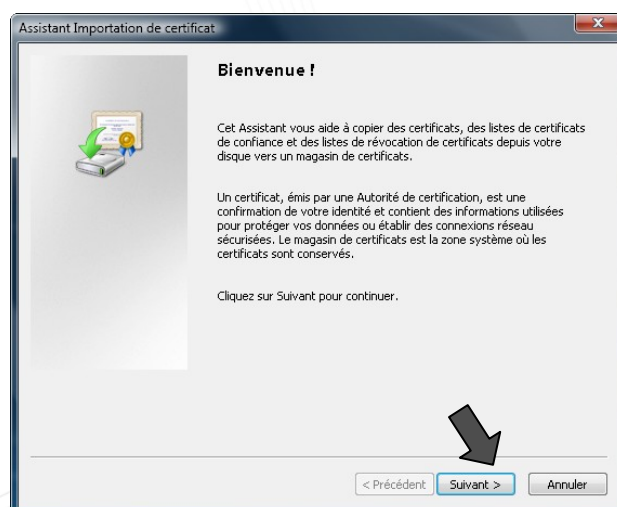 Assistant Importation de certificat
Bienvenue !
Cet Assistant vous aide à copier des certificats, des listes de certificats
de confiance et des listes de révocation de certificats depuis votre
disque vers un magasin de certificats.
Un certificat, émis par une Autorité de certification, est une
confirmation de votre identité et contient des informations utilisées
pour protéger vos données ou établir des connexions réseau
sécurisées. Le magasin de certificats est la zone système où les
certificats sont conservés.
Cliquez sur Suivant pour continuer.
< Précédent Suivant > Annuler